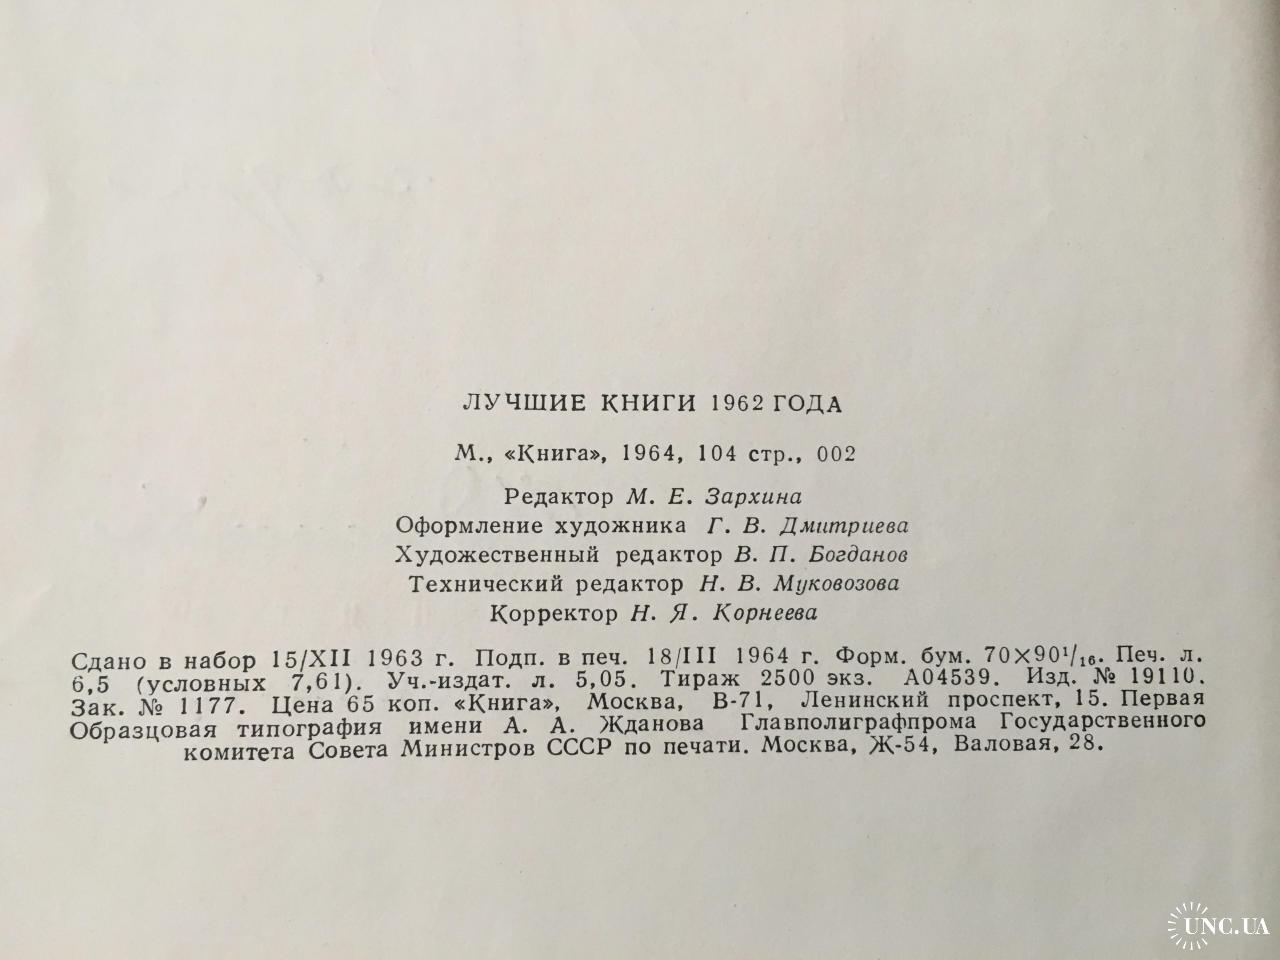 ЛУЧШИЕ КНИГИ 1962 ГОДА
М., «Книга», 1964, 104 стр., 002
Редактор М. Е. Зархина
Оформление художника Г. В. Дмитриева
Художественный редактор В. П. Богданов
Технический редактор Н. В. Муковозова
Корректор Н. Я. Корнеева
Сдано в набор 15/XII 1963 г. Подп. в печ. 18/III 1964 г. Форм. бум. 70×90¹/₁₆. Печ. л.
6,5 (условных 7,61). Уч.-издат. л. 5,05. Тираж 2500 экз. А04539. Изд. № 19110.
Зак. № 1177. Цена 65 коп. «Книга», Москва, В-71, Ленинский проспект, 15. Первая
Образцовая типография имени А. А. Жданова Главполиграфпрома Государственного
комитета Совета Министров СССР по печати. Москва, Ж-54, Валовая, 28.
UNC.UA